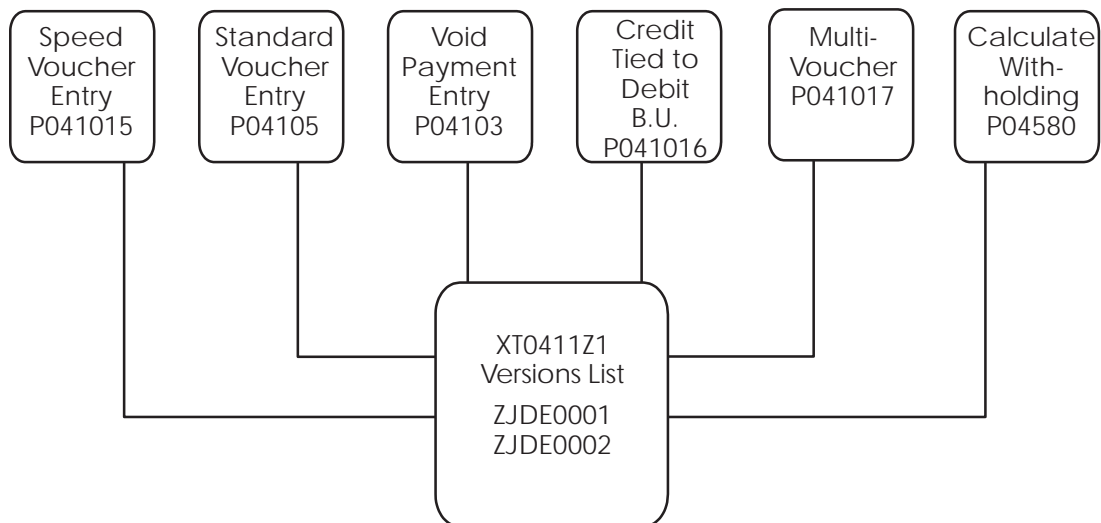 Speed
Voucher
Entry
P041015
Standard
Voucher
Entry
P04105
Void
Payment
Entry
P04103
Credit
Tied to
Debit
B.U.
P041016
Multi-
Voucher
P041017
Calculate
With-
holding
P04580
XT0411Z1
Versions List
ZJDE0001
ZJDE0002